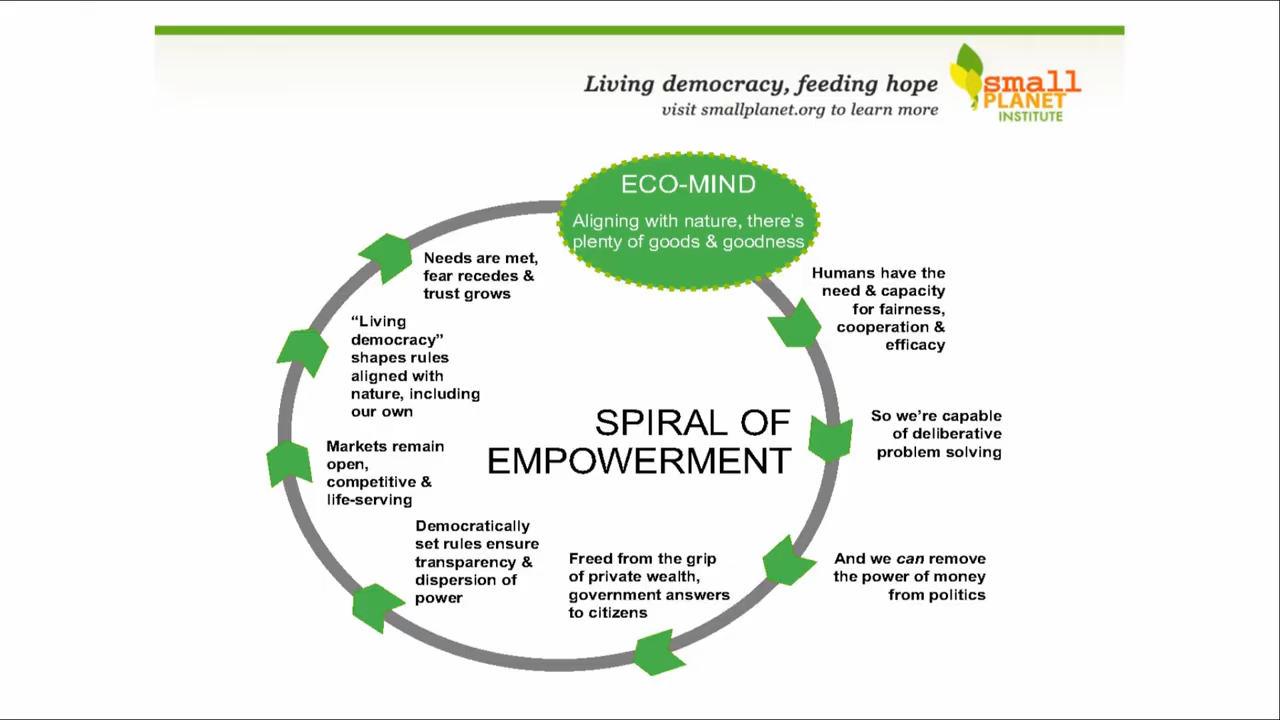 Living democracy, feeding hope
visit smallplanet.org to learn more
small
PLANET
INSTITUTE
ECO-MIND
Aligning with nature, there's
plenty of goods & goodness
Humans have the
need & capacity
for fairness,
cooperation &
efficacy
So we're capable
of deliberative
problem solving
And we can remove
the power of money
from politics
Freed from the grip
of private wealth,
government answers
to citizens
Democratically
set rules ensure
transparency &
dispersion of
power
Markets remain
open,
competitive &
life-serving
“Living
democracy”
shapes rules
aligned with
nature, including
our own
Needs are met,
fear recedes &
trust grows
SPIRAL OF
EMPOWERMENT